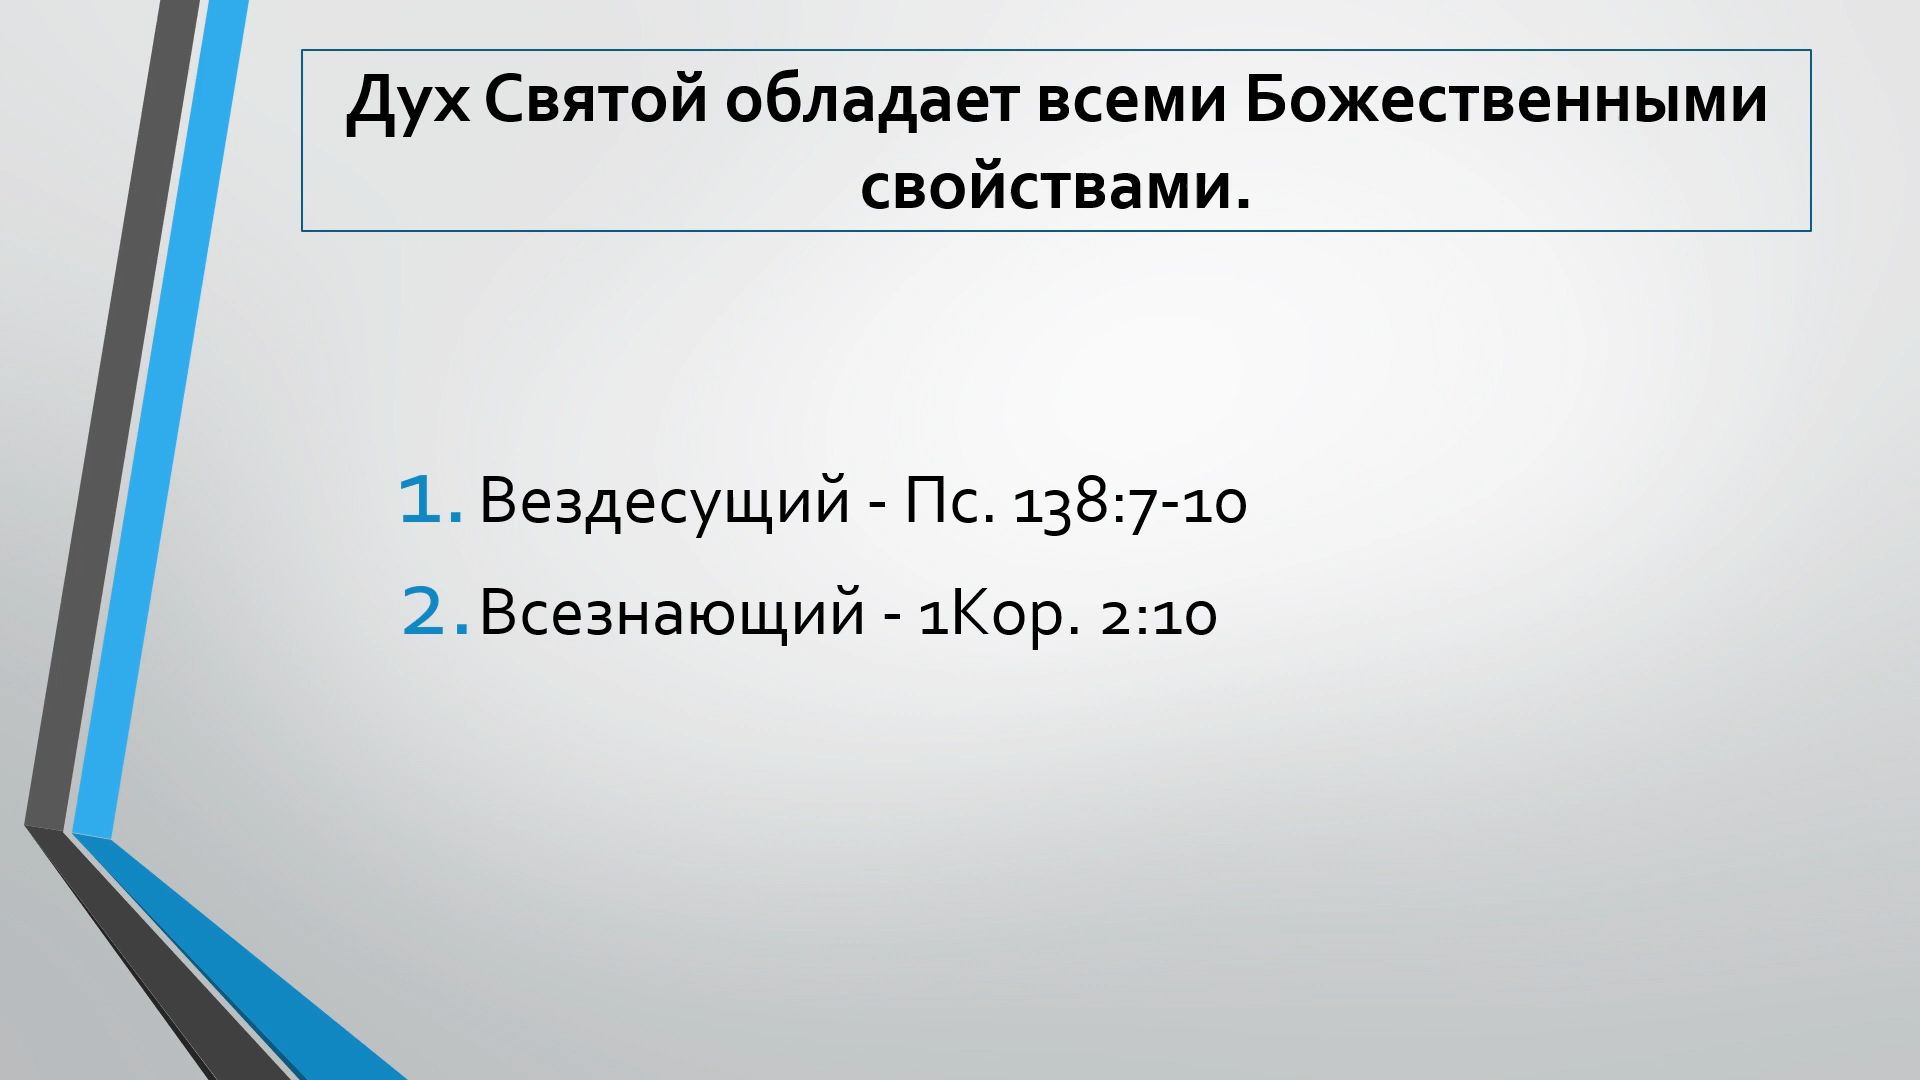 Дух Святой обладает всеми Божественными
свойствами.
1. Вездесущий - Пс. 138:7-10
2. Всезнающий - 1Кор. 2:10